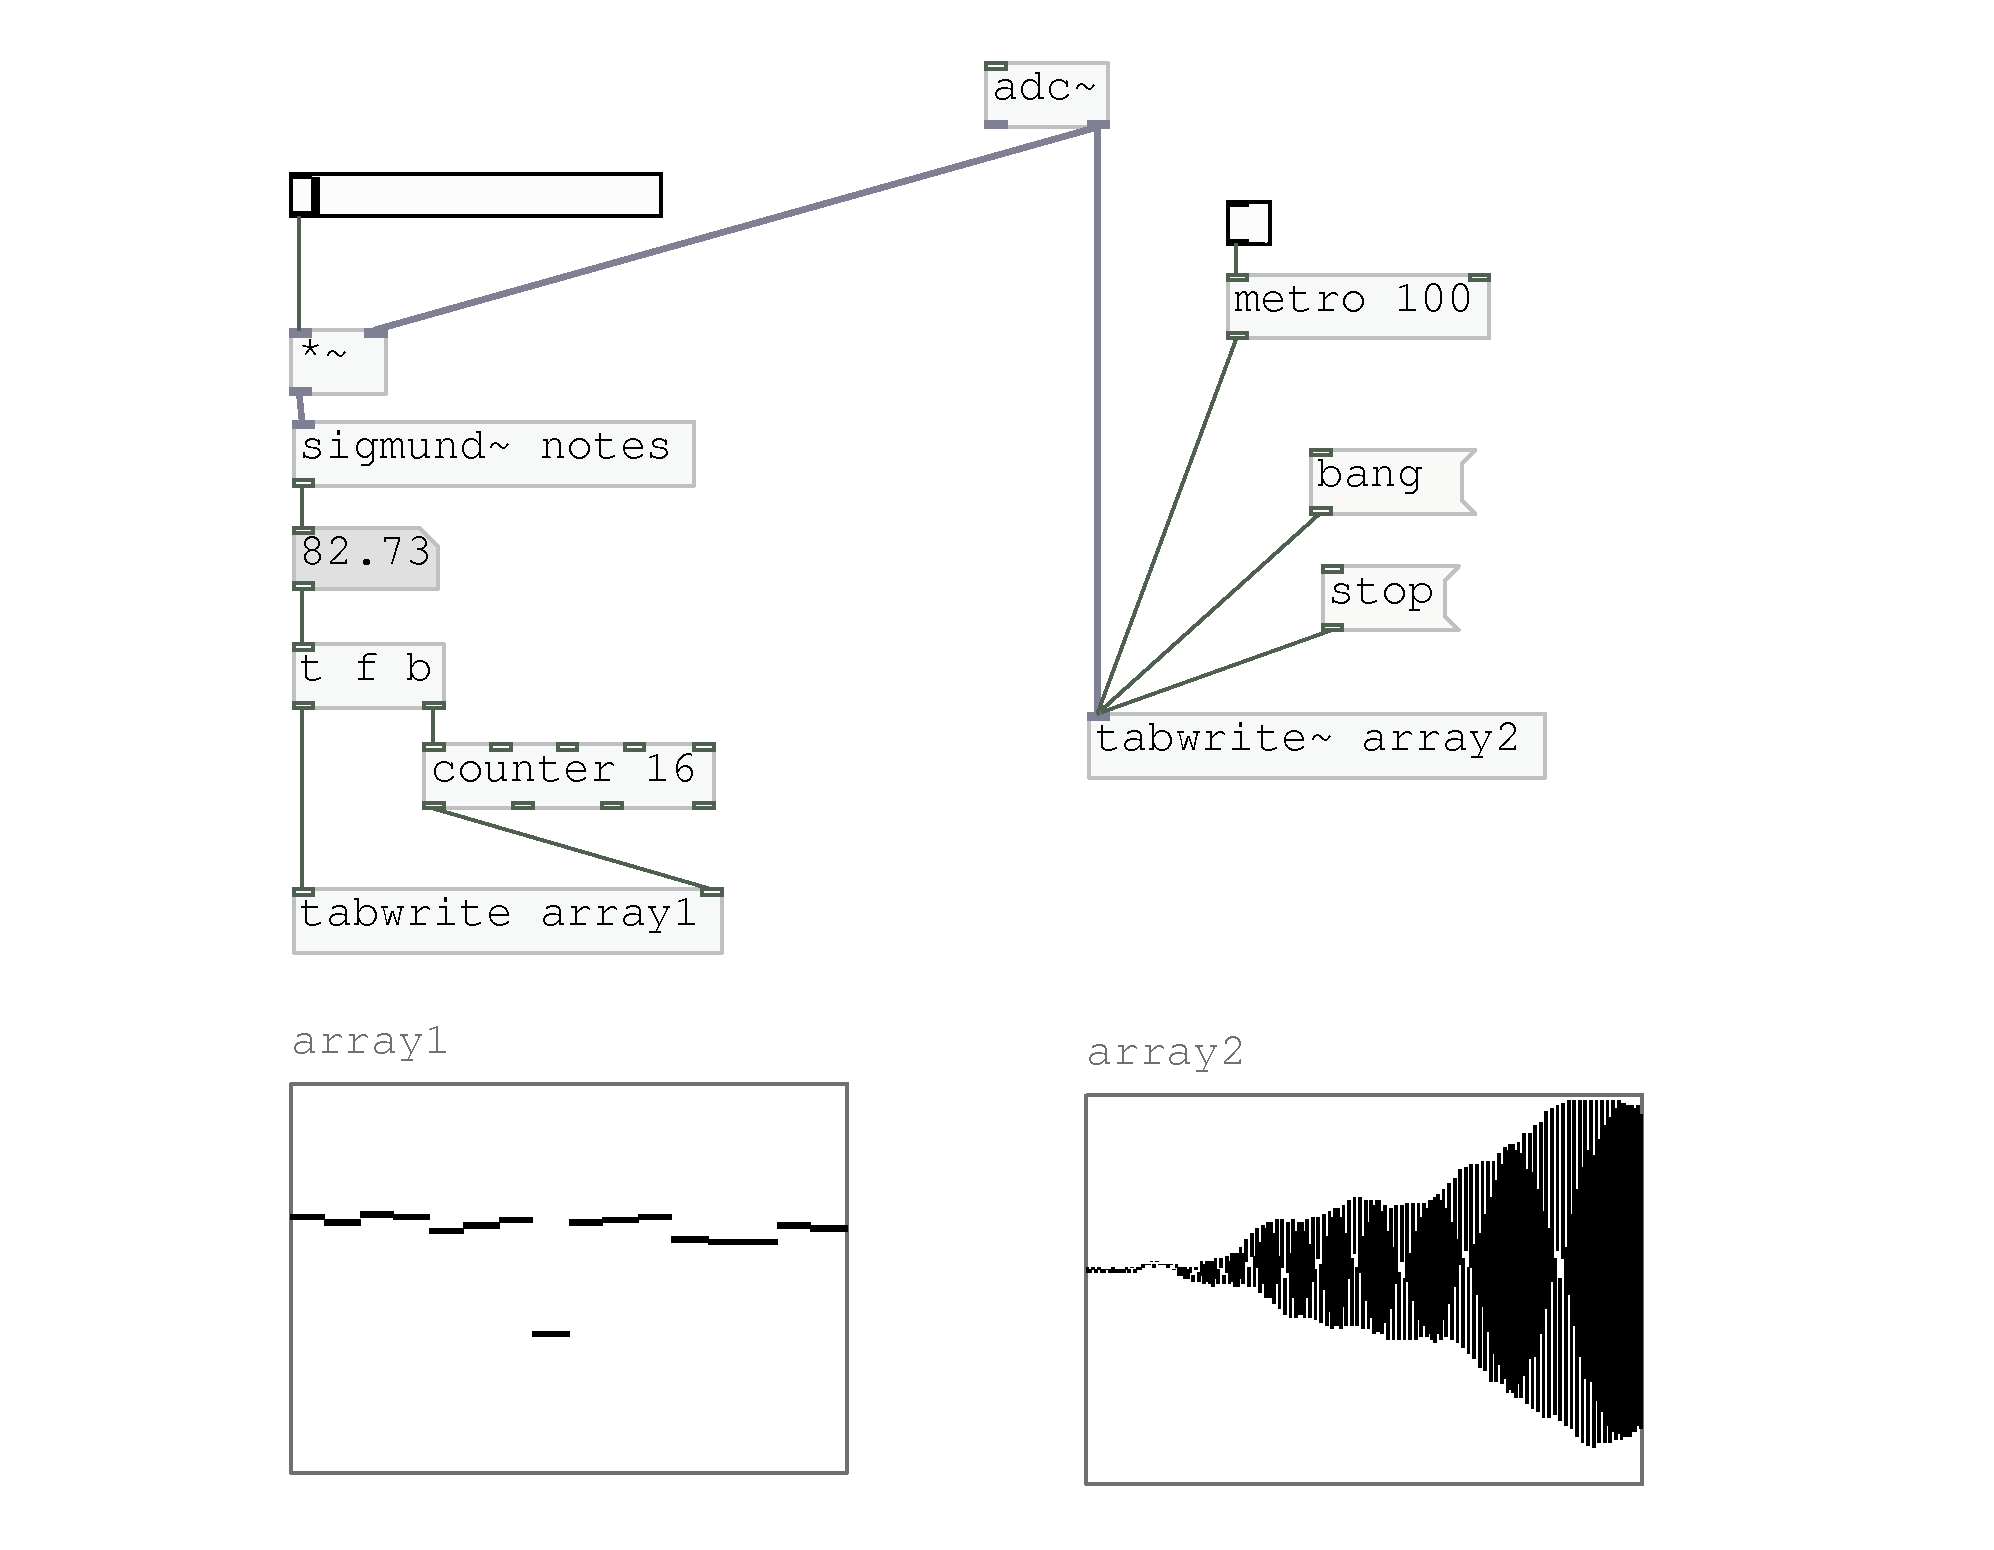 adc~
*~
sigmund~ notes
82.73
t f b
counter 16
tabwrite array1
metro 100
bang
stop
tabwrite~ array2
array1
array2